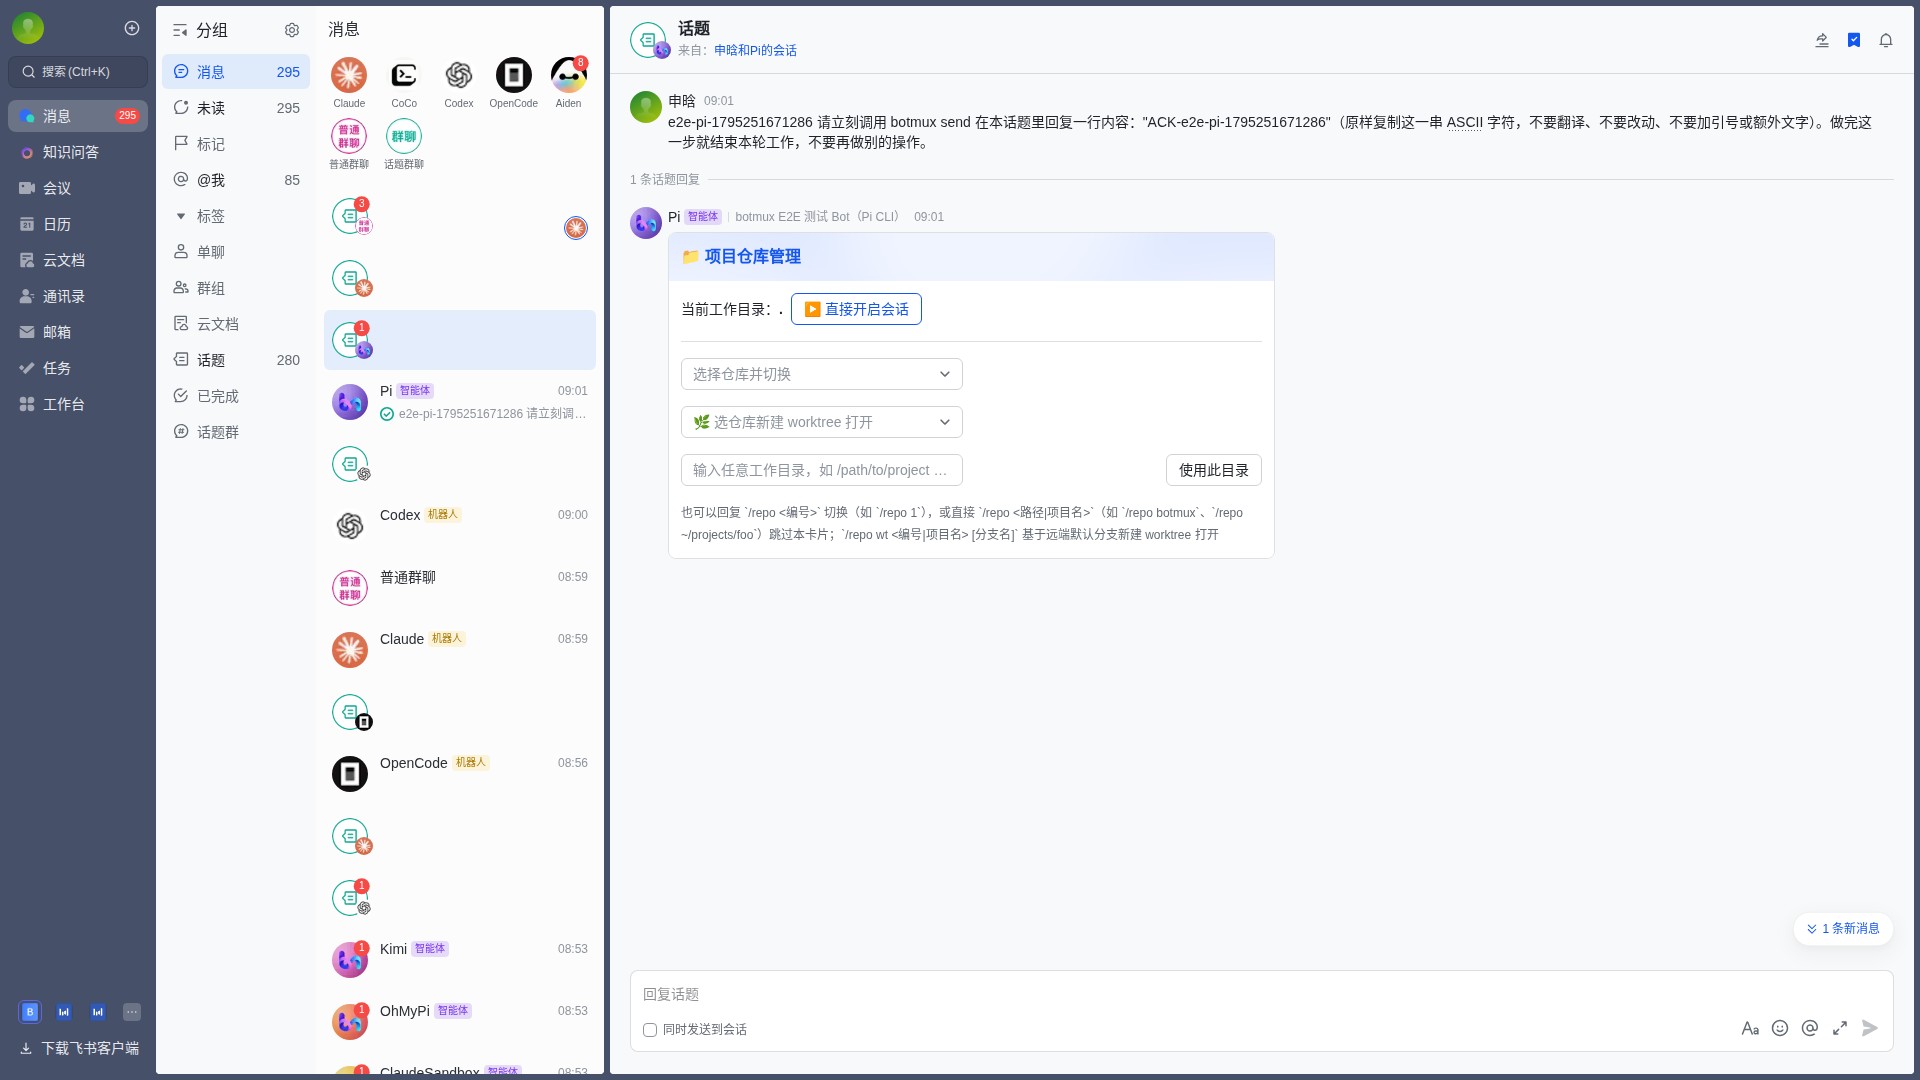 搜索 (Ctrl+K)
消息 295
知识问答
会议
日历
云文档
通讯录
邮箱
任务
工作台
下载飞书客户端
分组
消息 295
未读 295
标记
@我 85
标签
单聊
群组
云文档
话题 280
已完成
话题群
消息
8
Claude CoCo Codex OpenCode Aiden
普通群聊 群聊
普通群聊 话题群聊
3
1
Pi 智能体 09:01
e2e-pi-1795251671286 请立刻调…
Codex 机器人 09:00
普通群聊 普通群聊 08:59
Claude 机器人 08:59
OpenCode 机器人 08:56
1
1
Kimi 智能体 08:53
1
OhMyPi 智能体 08:53
1
ClaudeSandbox 智能体 08:53
话题
来自：申晗和Pi的会话
申晗 09:01
e2e-pi-1795251671286 请立刻调用 botmux send 在本话题里回复一行内容："ACK-e2e-pi-1795251671286"（原样复制这一串 ASCII 字符，不要翻译、不要改动、不要加引号或额外文字）。做完这
一步就结束本轮工作，不要再做别的操作。
1 条话题回复
Pi 智能体 botmux E2E 测试 Bot（Pi CLI） 09:01
项目仓库管理
当前工作目录：. 直接开启会话
选择仓库并切换
选仓库新建 worktree 打开
输入任意工作目录，如 /path/to/project … 使用此目录
也可以回复 `/repo <编号>` 切换（如 `/repo 1`），或直接 `/repo <路径|项目名>`（如 `/repo botmux`、`/repo
~/projects/foo`）跳过本卡片；`/repo wt <编号|项目名> [分支名]` 基于远端默认分支新建 worktree 打开
1 条新消息
回复话题
同时发送到会话
Aa